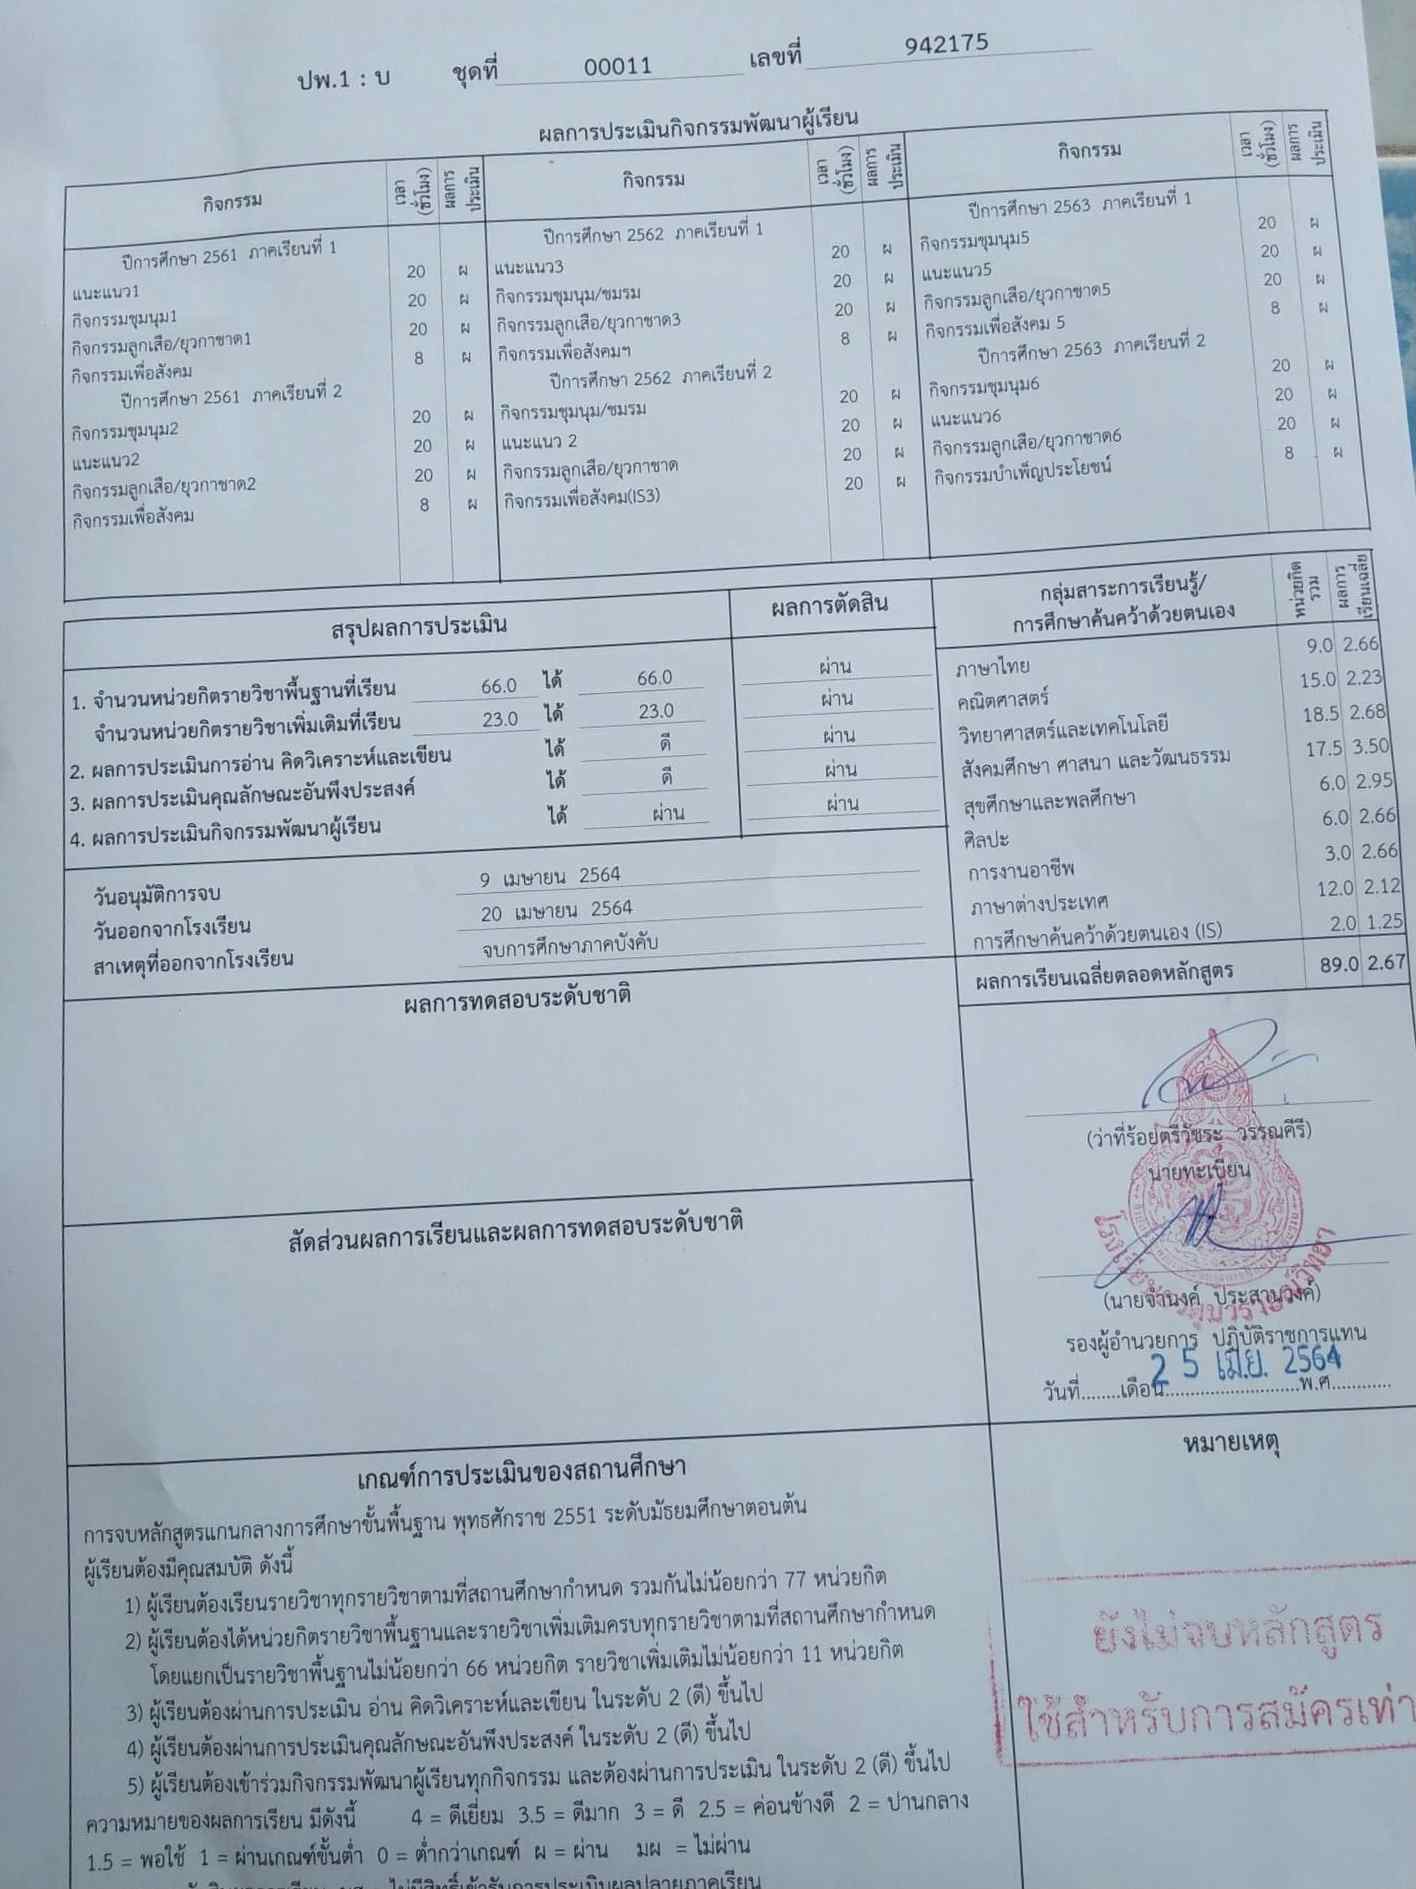 ปพ.1 : บ ชุดที่ 00011 เลขที่ 942175
ผลการประเมินกิจกรรมพัฒนาผู้เรียน
กิจกรรม เวลา (ชั่วโมง) ผลการประเมิน
ปีการศึกษา 2561 ภาคเรียนที่ 1
แนะแนว1 20 ผ
กิจกรรมชุมนุม1 20 ผ
กิจกรรมลูกเสือ/ยุวกาชาด1 20 ผ
กิจกรรมเพื่อสังคม 8 ผ
ปีการศึกษา 2561 ภาคเรียนที่ 2
กิจกรรมชุมนุม2 20 ผ
แนะแนว2 20 ผ
กิจกรรมลูกเสือ/ยุวกาชาด2 20 ผ
กิจกรรมเพื่อสังคม 8 ผ
กิจกรรม เวลา (ชั่วโมง) ผลการประเมิน
ปีการศึกษา 2562 ภาคเรียนที่ 1
แนะแนว3 20 ผ
กิจกรรมชุมนุม/ชมรม 20 ผ
กิจกรรมลูกเสือ/ยุวกาชาด3 20 ผ
กิจกรรมเพื่อสังคมฯ 8 ผ
ปีการศึกษา 2562 ภาคเรียนที่ 2
กิจกรรมชุมนุม/ชมรม 20 ผ
แนะแนว 2 20 ผ
กิจกรรมลูกเสือ/ยุวกาชาด 20 ผ
กิจกรรมเพื่อสังคม(IS3) 20 ผ
กิจกรรม เวลา (ชั่วโมง) ผลการประเมิน
ปีการศึกษา 2563 ภาคเรียนที่ 1
กิจกรรมชุมนุม5 20 ผ
แนะแนว5 20 ผ
กิจกรรมลูกเสือ/ยุวกาชาด5 20 ผ
กิจกรรมเพื่อสังคม 5 8 ผ
ปีการศึกษา 2563 ภาคเรียนที่ 2
กิจกรรมชุมนุม6 20 ผ
แนะแนว6 20 ผ
กิจกรรมลูกเสือ/ยุวกาชาด6 20 ผ
กิจกรรมบำเพ็ญประโยชน์ 8 ผ
สรุปผลการประเมิน ผลการตัดสิน
1. จำนวนหน่วยกิตรายวิชาพื้นฐานที่เรียน 66.0 ได้ 66.0 ผ่าน
จำนวนหน่วยกิตรายวิชาเพิ่มเติมที่เรียน 23.0 ได้ 23.0 ผ่าน
2. ผลการประเมินการอ่าน คิดวิเคราะห์และเขียน ได้ ดี ผ่าน
3. ผลการประเมินคุณลักษณะอันพึงประสงค์ ได้ ดี ผ่าน
4. ผลการประเมินกิจกรรมพัฒนาผู้เรียน ได้ ผ่าน ผ่าน
วันอนุมัติการจบ 9 เมษายน 2564
วันออกจากโรงเรียน 20 เมษายน 2564
สาเหตุที่ออกจากโรงเรียน จบการศึกษาภาคบังคับ
กลุ่มสาระการเรียนรู้/
การศึกษาค้นคว้าด้วยตนเอง หน่วยกิตรวม ผลการเรียนเฉลี่ย
ภาษาไทย 9.0 2.66
คณิตศาสตร์ 15.0 2.23
วิทยาศาสตร์และเทคโนโลยี 18.5 2.68
สังคมศึกษา ศาสนา และวัฒนธรรม 17.5 3.50
สุขศึกษาและพลศึกษา 6.0 2.95
ศิลปะ 6.0 2.66
การงานอาชีพ 3.0 2.66
ภาษาต่างประเทศ 12.0 2.12
การศึกษาค้นคว้าด้วยตนเอง (IS) 2.0 1.25
ผลการเรียนเฉลี่ยตลอดหลักสูตร 89.0 2.67
ผลการทดสอบระดับชาติ
สัดส่วนผลการเรียนและผลการทดสอบระดับชาติ
(ว่าที่ร้อยตรีวัชระ วรรณคีรี)
นายทะเบียน
(นายจำนงค์ ประสานวงค์)
รองผู้อำนวยการ ปฏิบัติราชการแทน
25 เม.ย. 2564
วันที่........เดือน...........................พ.ศ............
เกณฑ์การประเมินของสถานศึกษา
การจบหลักสูตรแกนกลางการศึกษาขั้นพื้นฐาน พุทธศักราช 2551 ระดับมัธยมศึกษาตอนต้น
ผู้เรียนต้องมีคุณสมบัติ ดังนี้
1) ผู้เรียนต้องเรียนรายวิชาทุกรายวิชาตามที่สถานศึกษากำหนด รวมกันไม่น้อยกว่า 77 หน่วยกิต
2) ผู้เรียนต้องได้หน่วยกิตรายวิชาพื้นฐานและรายวิชาเพิ่มเติมครบทุกรายวิชาตามที่สถานศึกษากำหนด
โดยแยกเป็นรายวิชาพื้นฐานไม่น้อยกว่า 66 หน่วยกิต รายวิชาเพิ่มเติมไม่น้อยกว่า 11 หน่วยกิต
3) ผู้เรียนต้องผ่านการประเมิน อ่าน คิดวิเคราะห์และเขียน ในระดับ 2 (ดี) ขึ้นไป
4) ผู้เรียนต้องผ่านการประเมินคุณลักษณะอันพึงประสงค์ ในระดับ 2 (ดี) ขึ้นไป
5) ผู้เรียนต้องเข้าร่วมกิจกรรมพัฒนาผู้เรียนทุกกิจกรรม และต้องผ่านการประเมิน ในระดับ 2 (ดี) ขึ้นไป
ความหมายของผลการเรียน มีดังนี้ 4 = ดีเยี่ยม 3.5 = ดีมาก 3 = ดี 2.5 = ค่อนข้างดี 2 = ปานกลาง
1.5 = พอใช้ 1 = ผ่านเกณฑ์ขั้นต่ำ 0 = ต่ำกว่าเกณฑ์ ผ = ผ่าน มผ = ไม่ผ่าน
ไม่มีสิทธิ์เข้ารับการประเมินผลปลายภาคเรียน
หมายเหตุ
ยังไม่จบหลักสูตร
ใช้สำหรับการสมัครเท่า